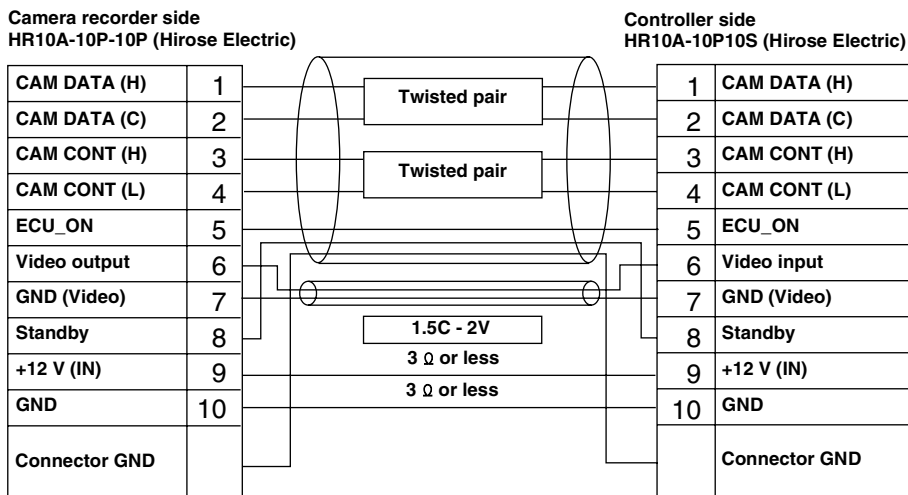 Camera recorder side
HR10A-10P-10P (Hirose Electric)
Controller side
HR10A-10P10S (Hirose Electric)
CAM DATA (H) 1 Twisted pair 1 CAM DATA (H)
CAM DATA (C) 2 2 CAM DATA (C)
CAM CONT (H) 3 Twisted pair 3 CAM CONT (H)
CAM CONT (L) 4 4 CAM CONT (L)
ECU_ON 5 5 ECU_ON
Video output 6 6 Video input
GND (Video) 7 7 GND (Video)
Standby 8 1.5C - 2V 8 Standby
3 Ω or less
+12 V (IN) 9 9 +12 V (IN)
3 Ω or less
GND 10 10 GND
Connector GND Connector GND